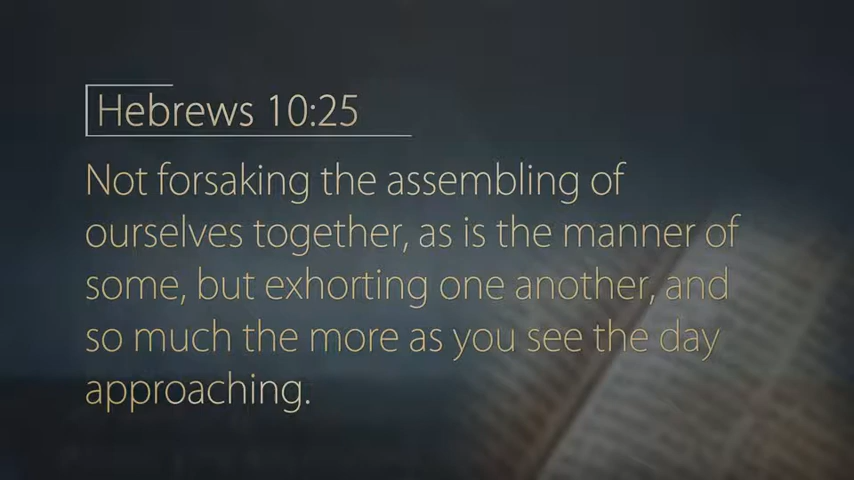 Hebrews 10:25
Not forsaking the assembling of
ourselves together, as is the manner of
some, but exhorting one another, and
so much the more as you see the day
approaching.